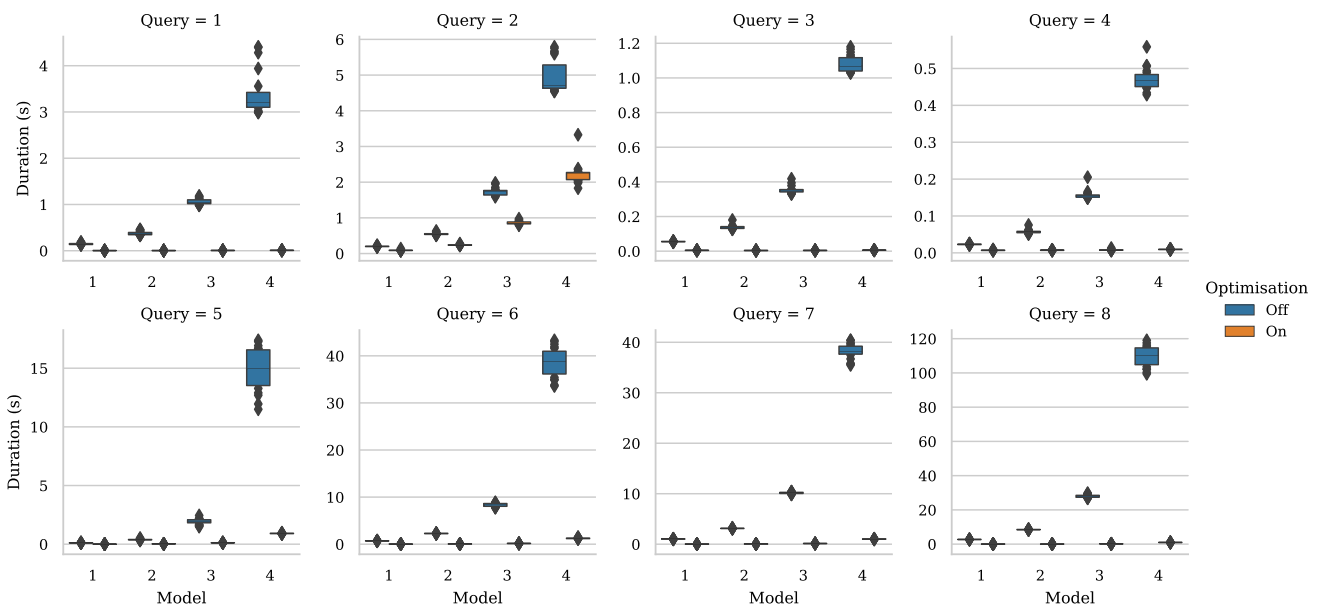 Query = 1
Query = 2
Query = 3
Query = 4
Duration (s)
4
3
2
1
0
1 2 3 4
6
5
4
3
2
1
0
1 2 3 4
1.2
1.0
0.8
0.6
0.4
0.2
0.0
1 2 3 4
0.5
0.4
0.3
0.2
0.1
0.0
1 2 3 4
Optimisation
Off
On
Query = 5
Query = 6
Query = 7
Query = 8
Duration (s)
15
10
5
0
1 2 3 4
Model
40
30
20
10
0
1 2 3 4
Model
40
30
20
10
0
1 2 3 4
Model
120
100
80
60
40
20
0
1 2 3 4
Model